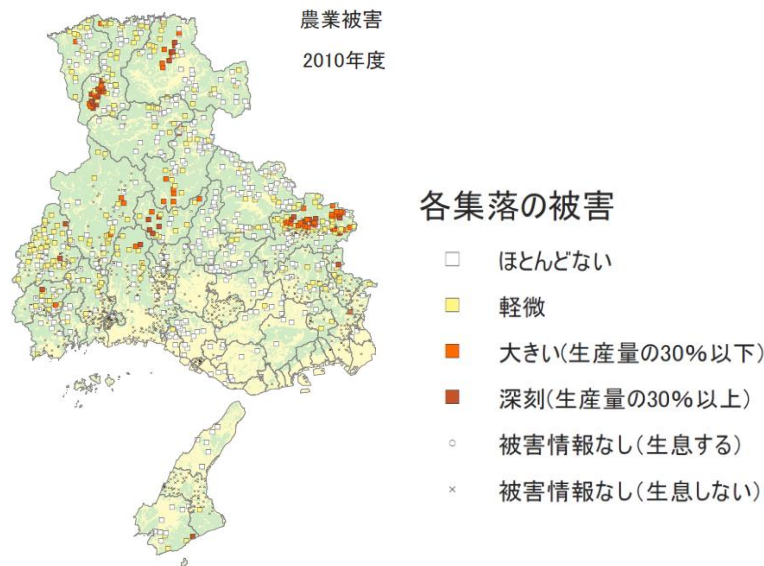 農業被害
2010年度
各集落の被害
ほとんどない
軽微
大きい(生産量の30%以下)
深刻(生産量の30%以上)
被害情報なし(生息する)
被害情報なし(生息しない)